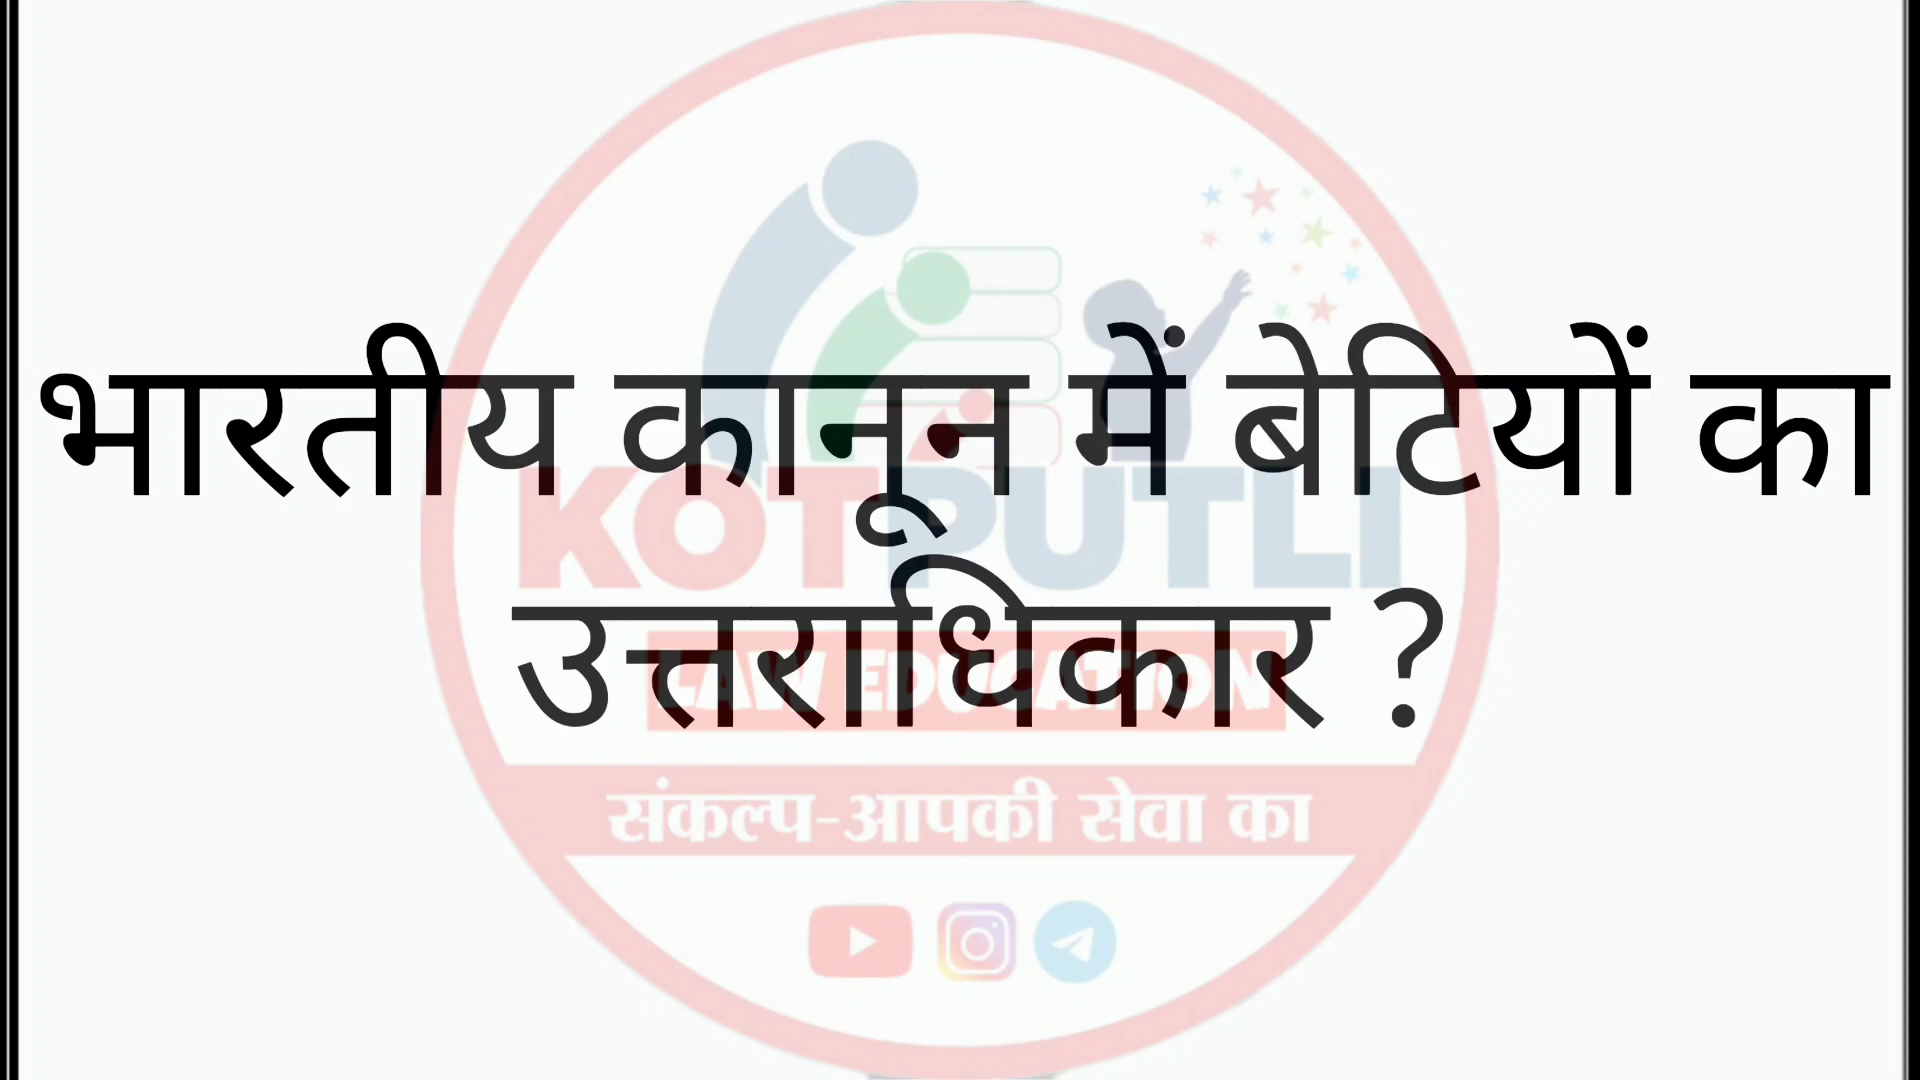 भारतीय कानून में बेटियों का
उत्तराधिकार ?
KOTPUTLI
LAW EDUCATION
संकल्प-आपकी सेवा का